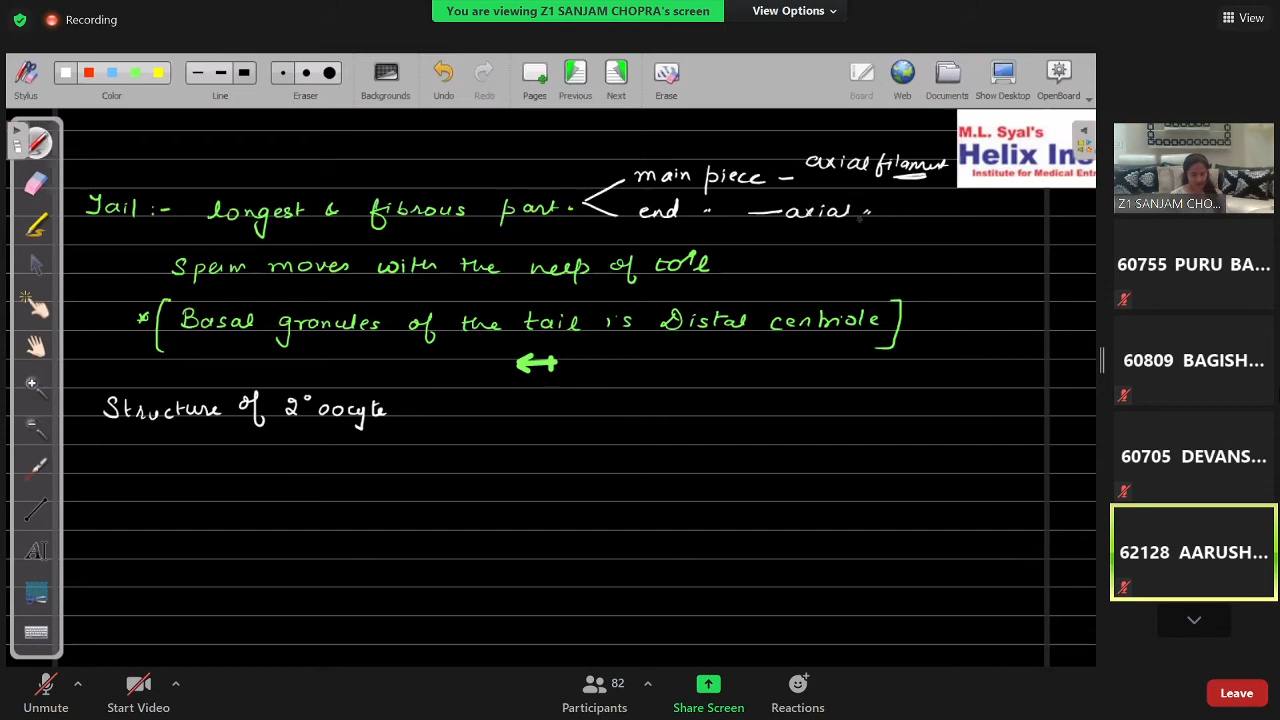 Recording
You are viewing Z1 SANJAM CHOPRA's screen
View Options
View
Stylus
Color
Line
Eraser
Backgrounds
Undo
Redo
Pages
Previous
Next
Erase
Board
Web
Documents
Show Desktop
OpenBoard
M.L. Syal's
Helix Ins
Institute for Medical Entr
main piece - axial filament
Tail :- longest & fibrous part.
end " — axial "
Sperm moves with the help of tail
*[Basal granules of the tail is Distal centriole]
Structure of 2° oocyte
Z1 SANJAM CHO...
60755 PURU BA...
60809 BAGISH...
60705 DEVANS...
62128 AARUSH...
Unmute
Start Video
82
Participants
Share Screen
Reactions
Leave